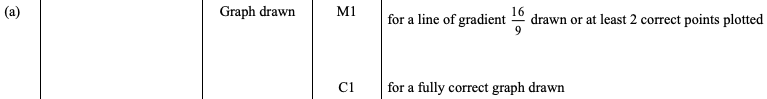 (a) Graph drawn M1 for a line of gradient 16/9 drawn or at least 2 correct points plotted
C1 for a fully correct graph drawn